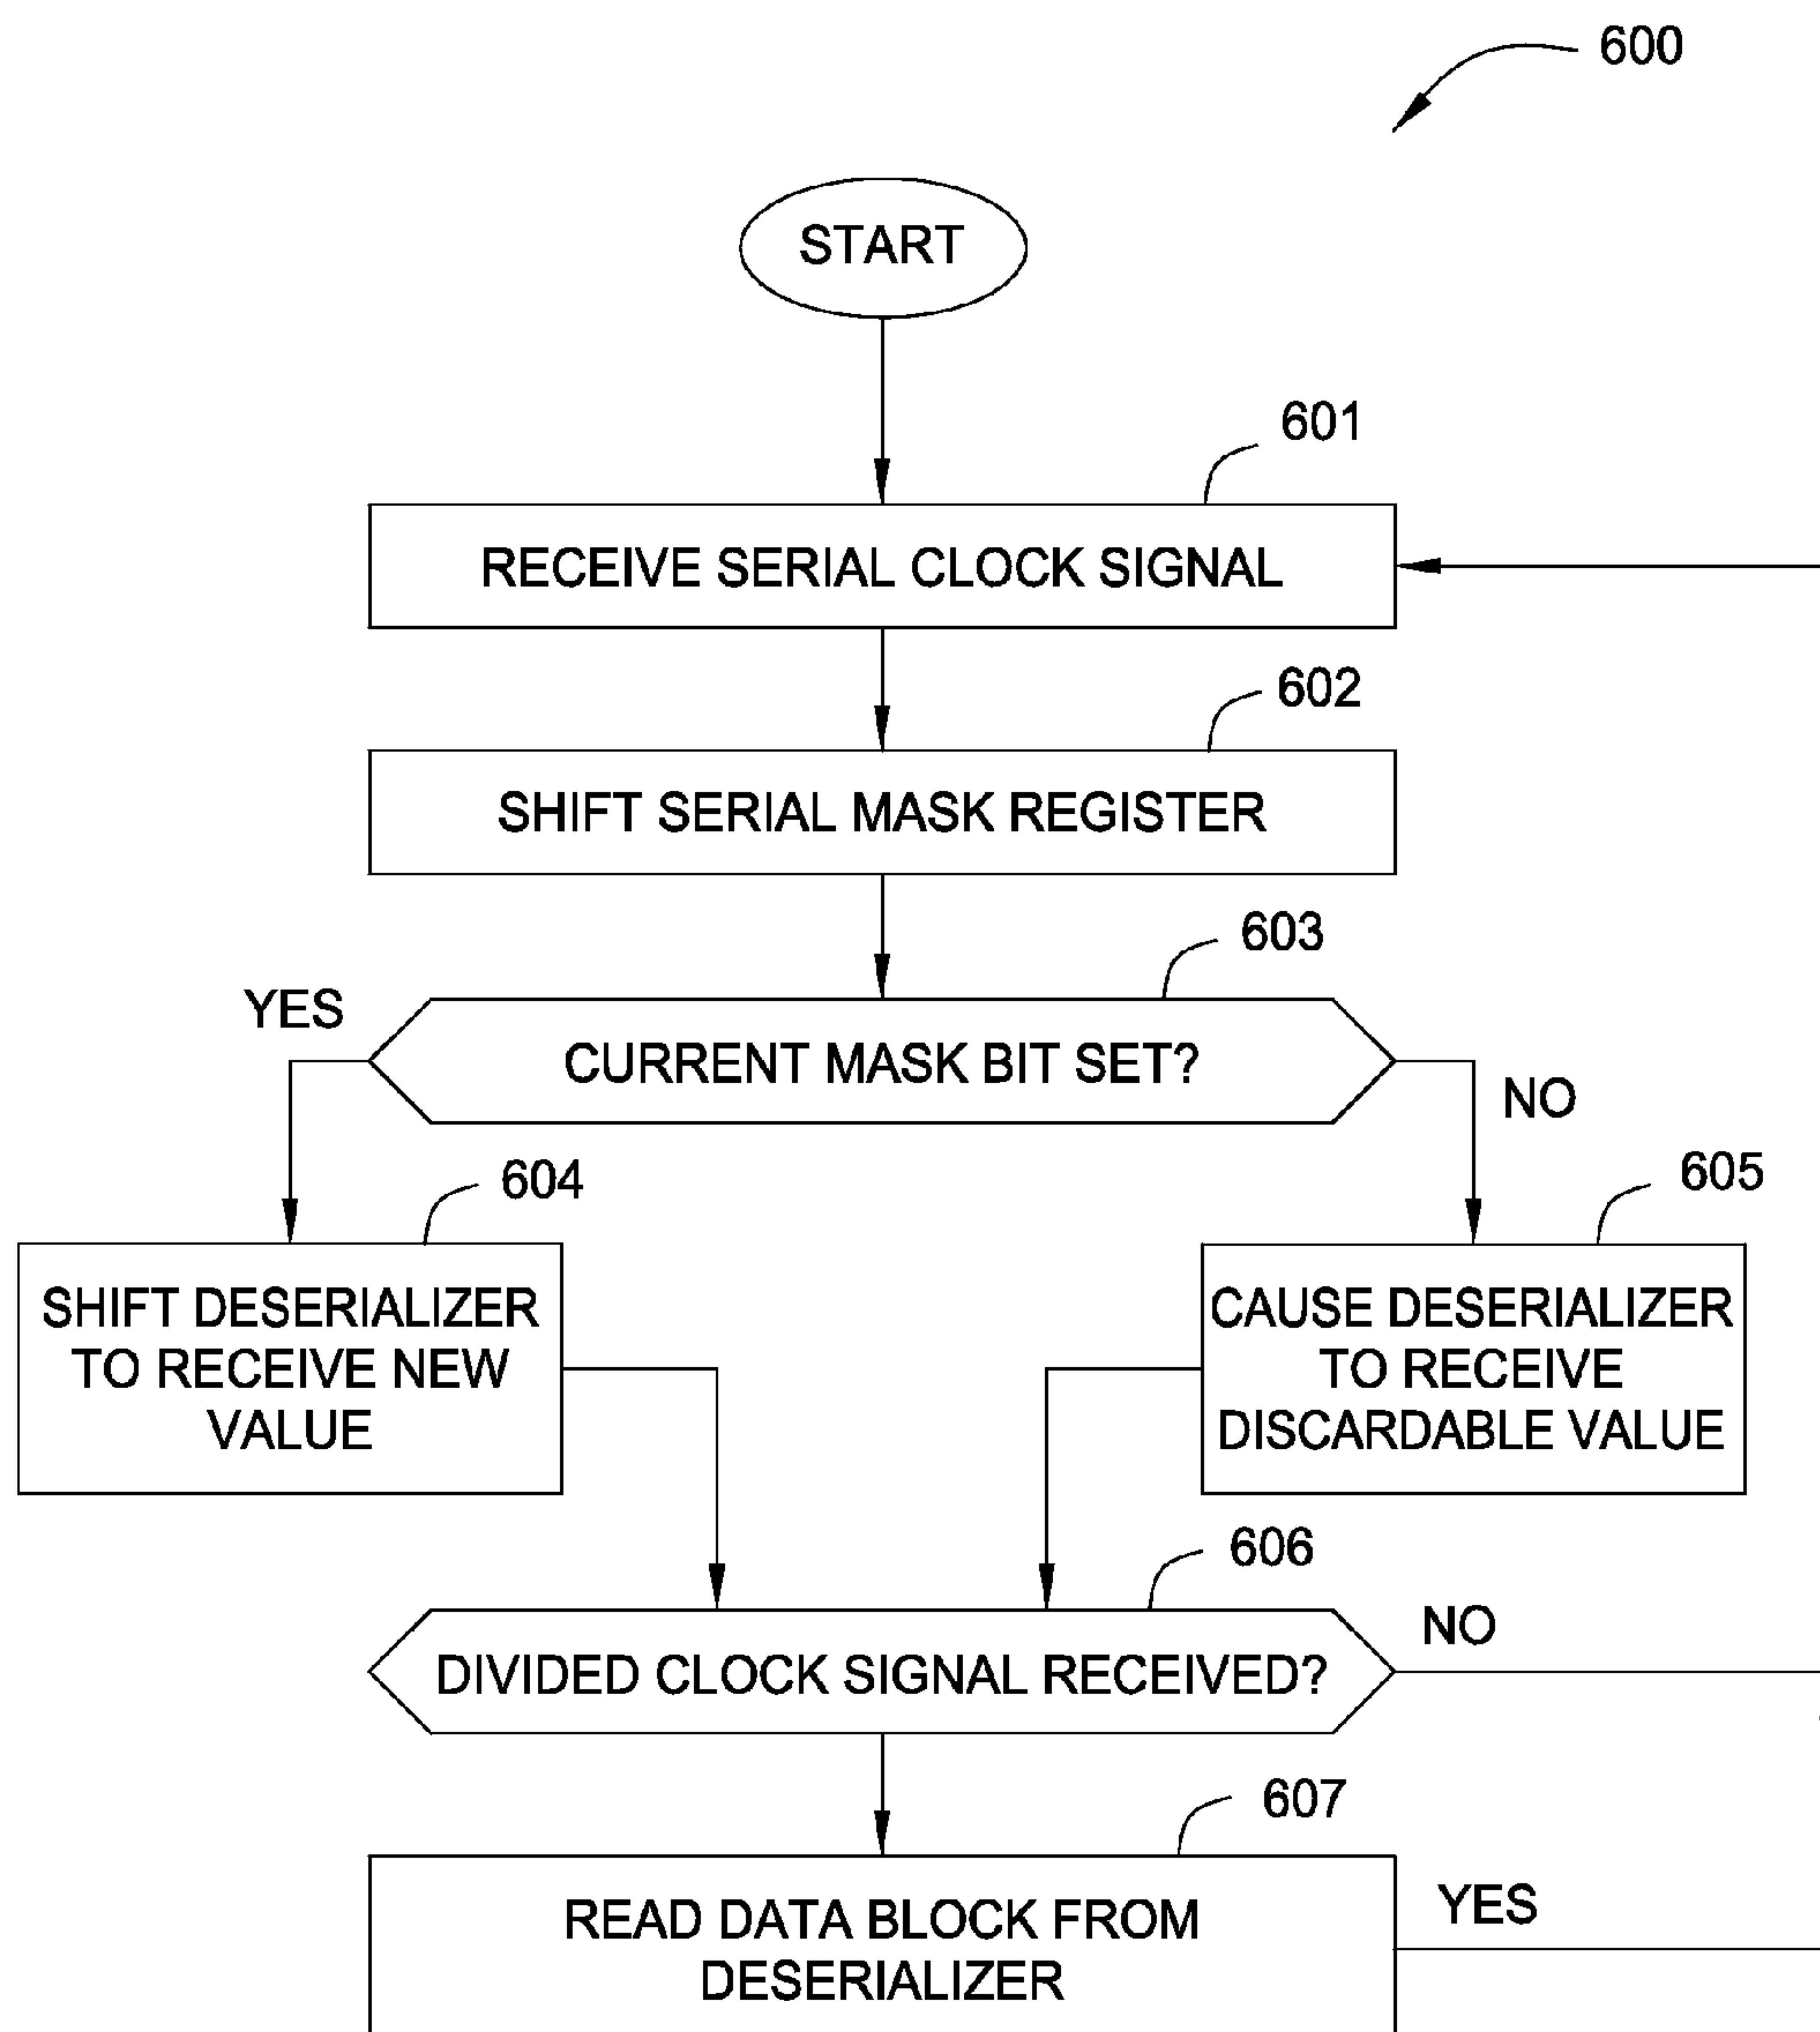 600
START
601
RECEIVE SERIAL CLOCK SIGNAL
602
SHIFT SERIAL MASK REGISTER
603
YES
CURRENT MASK BIT SET?
NO
604
605
SHIFT DESERIALIZER
TO RECEIVE NEW
VALUE
CAUSE DESERIALIZER
TO RECEIVE
DISCARDABLE VALUE
606
NO
DIVIDED CLOCK SIGNAL RECEIVED?
607
READ DATA BLOCK FROM
DESERIALIZER
YES